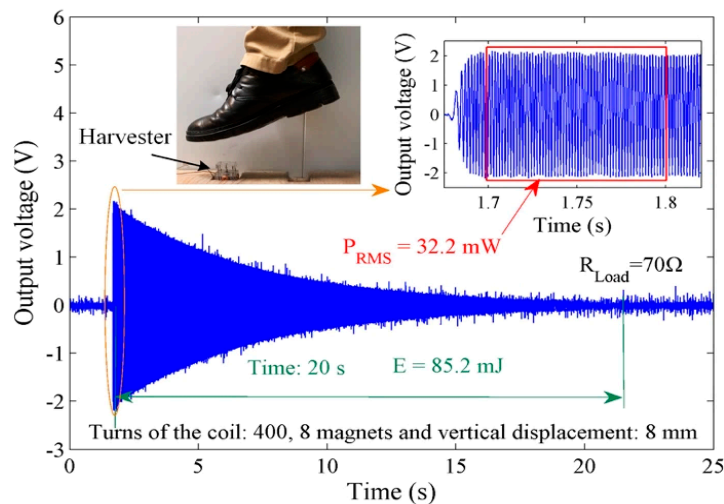 6
5
4
3
2
1
0
-1
-2
-3
Output voltage (V)
Harvester
2
1
0
-1
-2
Output voltage (V)
1.7
1.75
1.8
Time (s)
P_RMS = 32.2 mW
R_Load=70Ω
Time: 20 s
E = 85.2 mJ
Turns of the coil: 400, 8 magnets and vertical displacement: 8 mm
0
5
10
15
20
25
Time (s)